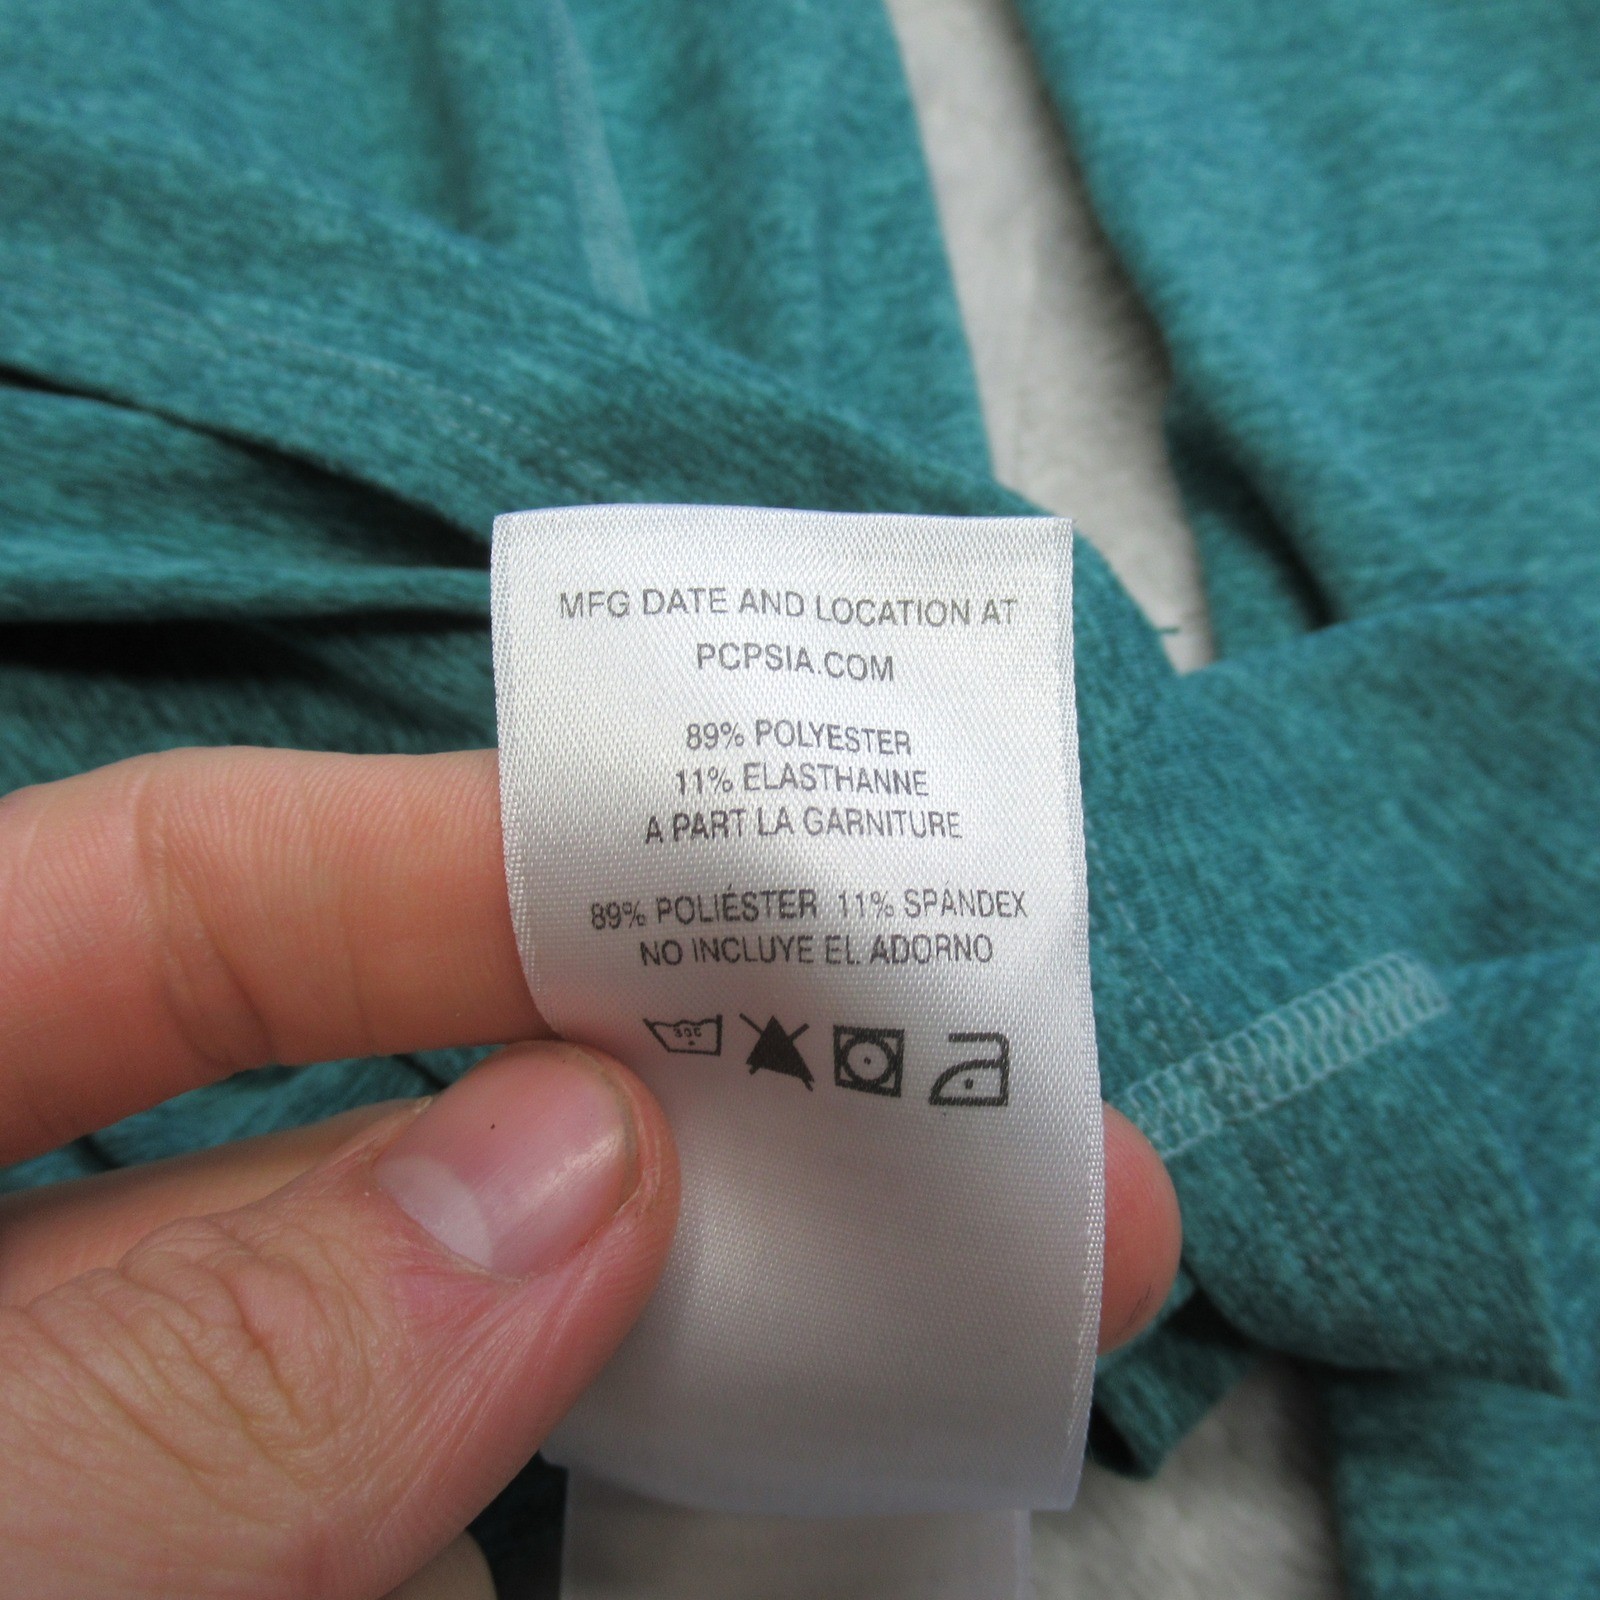 MFG DATE AND LOCATION AT
PCPSIA.COM
89% POLYESTER
11% ELASTHANNE
A PART LA GARNITURE
89% POLIÉSTER 11% SPANDEX
NO INCLUYE EL ADORNO